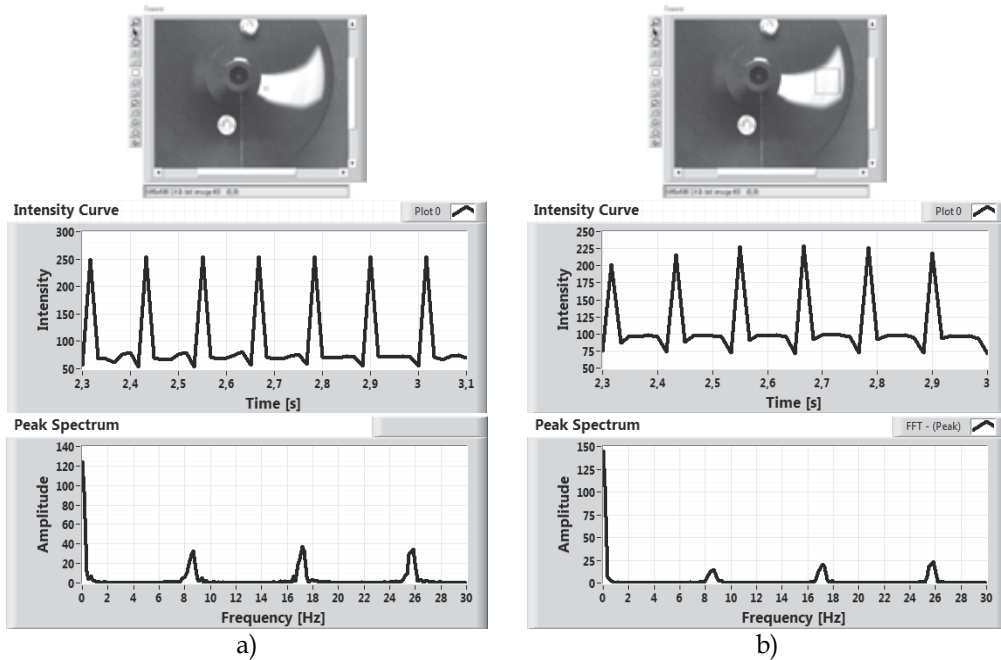 Frame
Frame
Intensity Curve
Plot 0
300
250
200
150
100
50
Intensity
2,3 2,4 2,5 2,6 2,7 2,8 2,9 3 3,1
Time [s]
Intensity Curve
Plot 0
250
225
200
175
150
125
100
75
50
Intensity
2,3 2,4 2,5 2,6 2,7 2,8 2,9 3
Time [s]
Peak Spectrum
140
120
100
80
60
40
20
0
Amplitude
0 2 4 6 8 10 12 14 16 18 20 22 24 26 28 30
Frequency [Hz]
Peak Spectrum
FFT - (Peak)
150
125
100
75
50
25
0
Amplitude
0 2 4 6 8 10 12 14 16 18 20 22 24 26 28 30
Frequency [Hz]
a)
b)